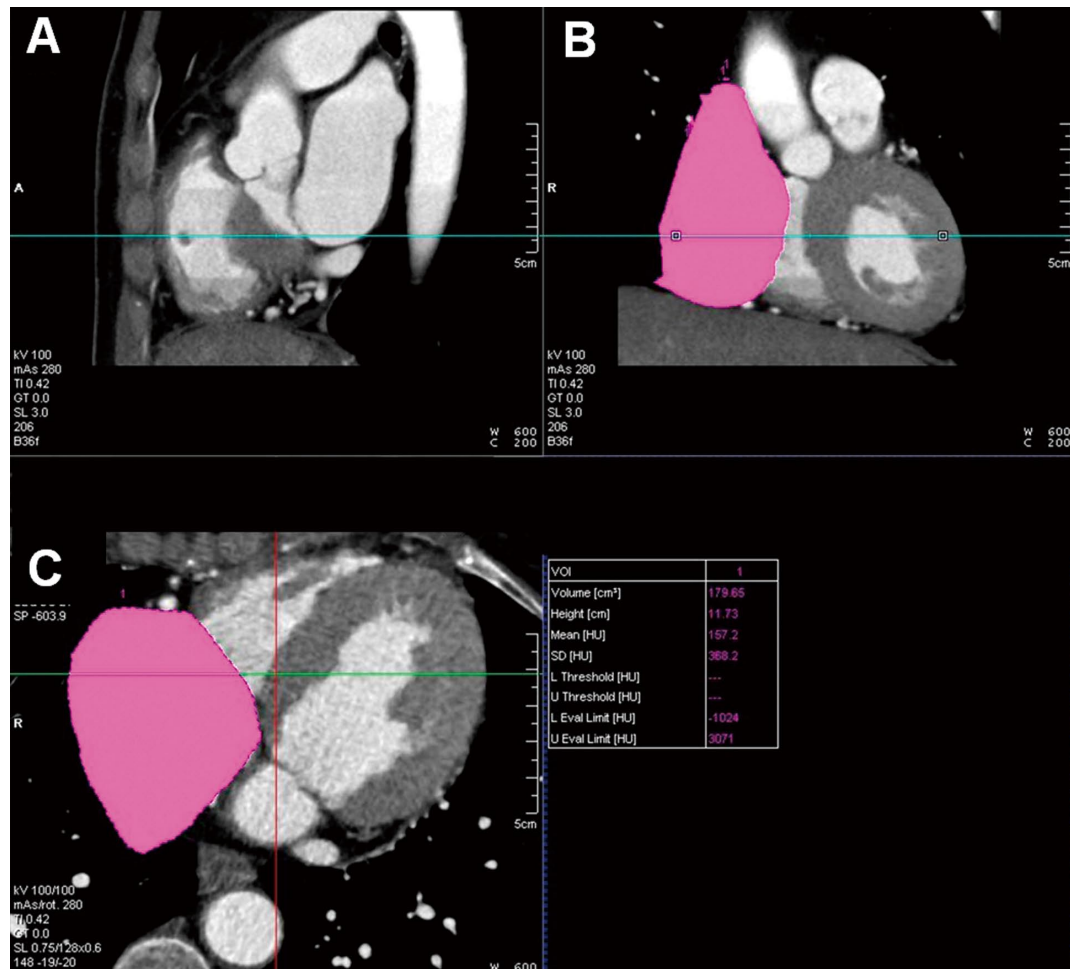 A
A
5cm
kV 100
mAs 280
TI 0.42
GT 0.0
SL 3.0
206
B36f
W 600
C 200
B
1
R
5cm
kV 100
mAs 280
TI 0.42
GT 0.0
SL 3.0
206
B36f
W 600
C 200
C
1
SP -603.9
R
5cm
kV 100/100
mAs/rot. 280
TI 0.42
GT 0.0
SL 0.75/128x0.6
148 -19/-20
W 600
VOI 1
Volume [cm³] 179.65
Height [cm] 11.73
Mean [HU] 157.2
SD [HU] 368.2
L Threshold [HU] ---
U Threshold [HU] ---
L Eval Limit [HU] -1024
U Eval Limit [HU] 3071